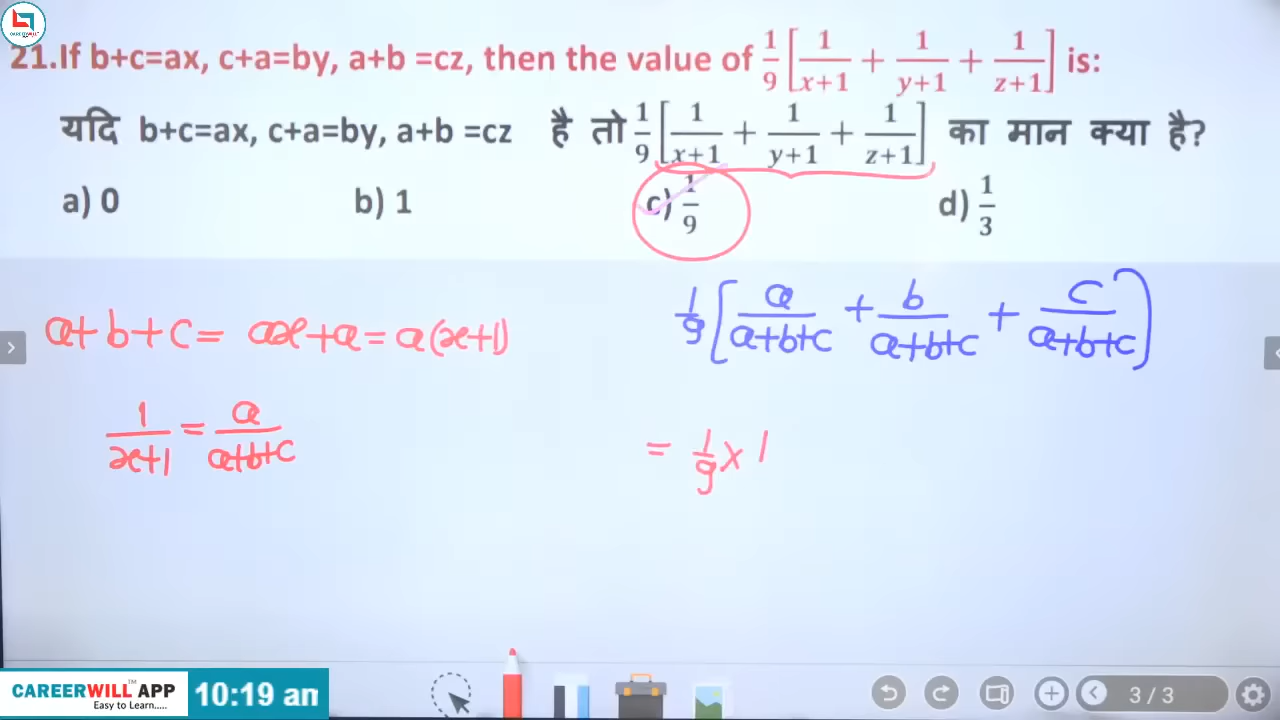 CAREERWILL
21.If b+c=ax, c+a=by, a+b =cz, then the value of 1/9 [1/(x+1) + 1/(y+1) + 1/(z+1)] is:
यदि b+c=ax, c+a=by, a+b =cz है तो 1/9 [1/(x+1) + 1/(y+1) + 1/(z+1)] का मान क्या है?
a) 0 b) 1 c) 1/9 d) 1/3
a+b+c = ax+a = a(x+1)
1/9 [a/(a+b+c) + b/(a+b+c) + c/(a+b+c)]
1/(x+1) = a/(a+b+c)
= 1/9 x 1
CAREERWILL™ APP
Easy to Learn.....
10:19 am
3 / 3